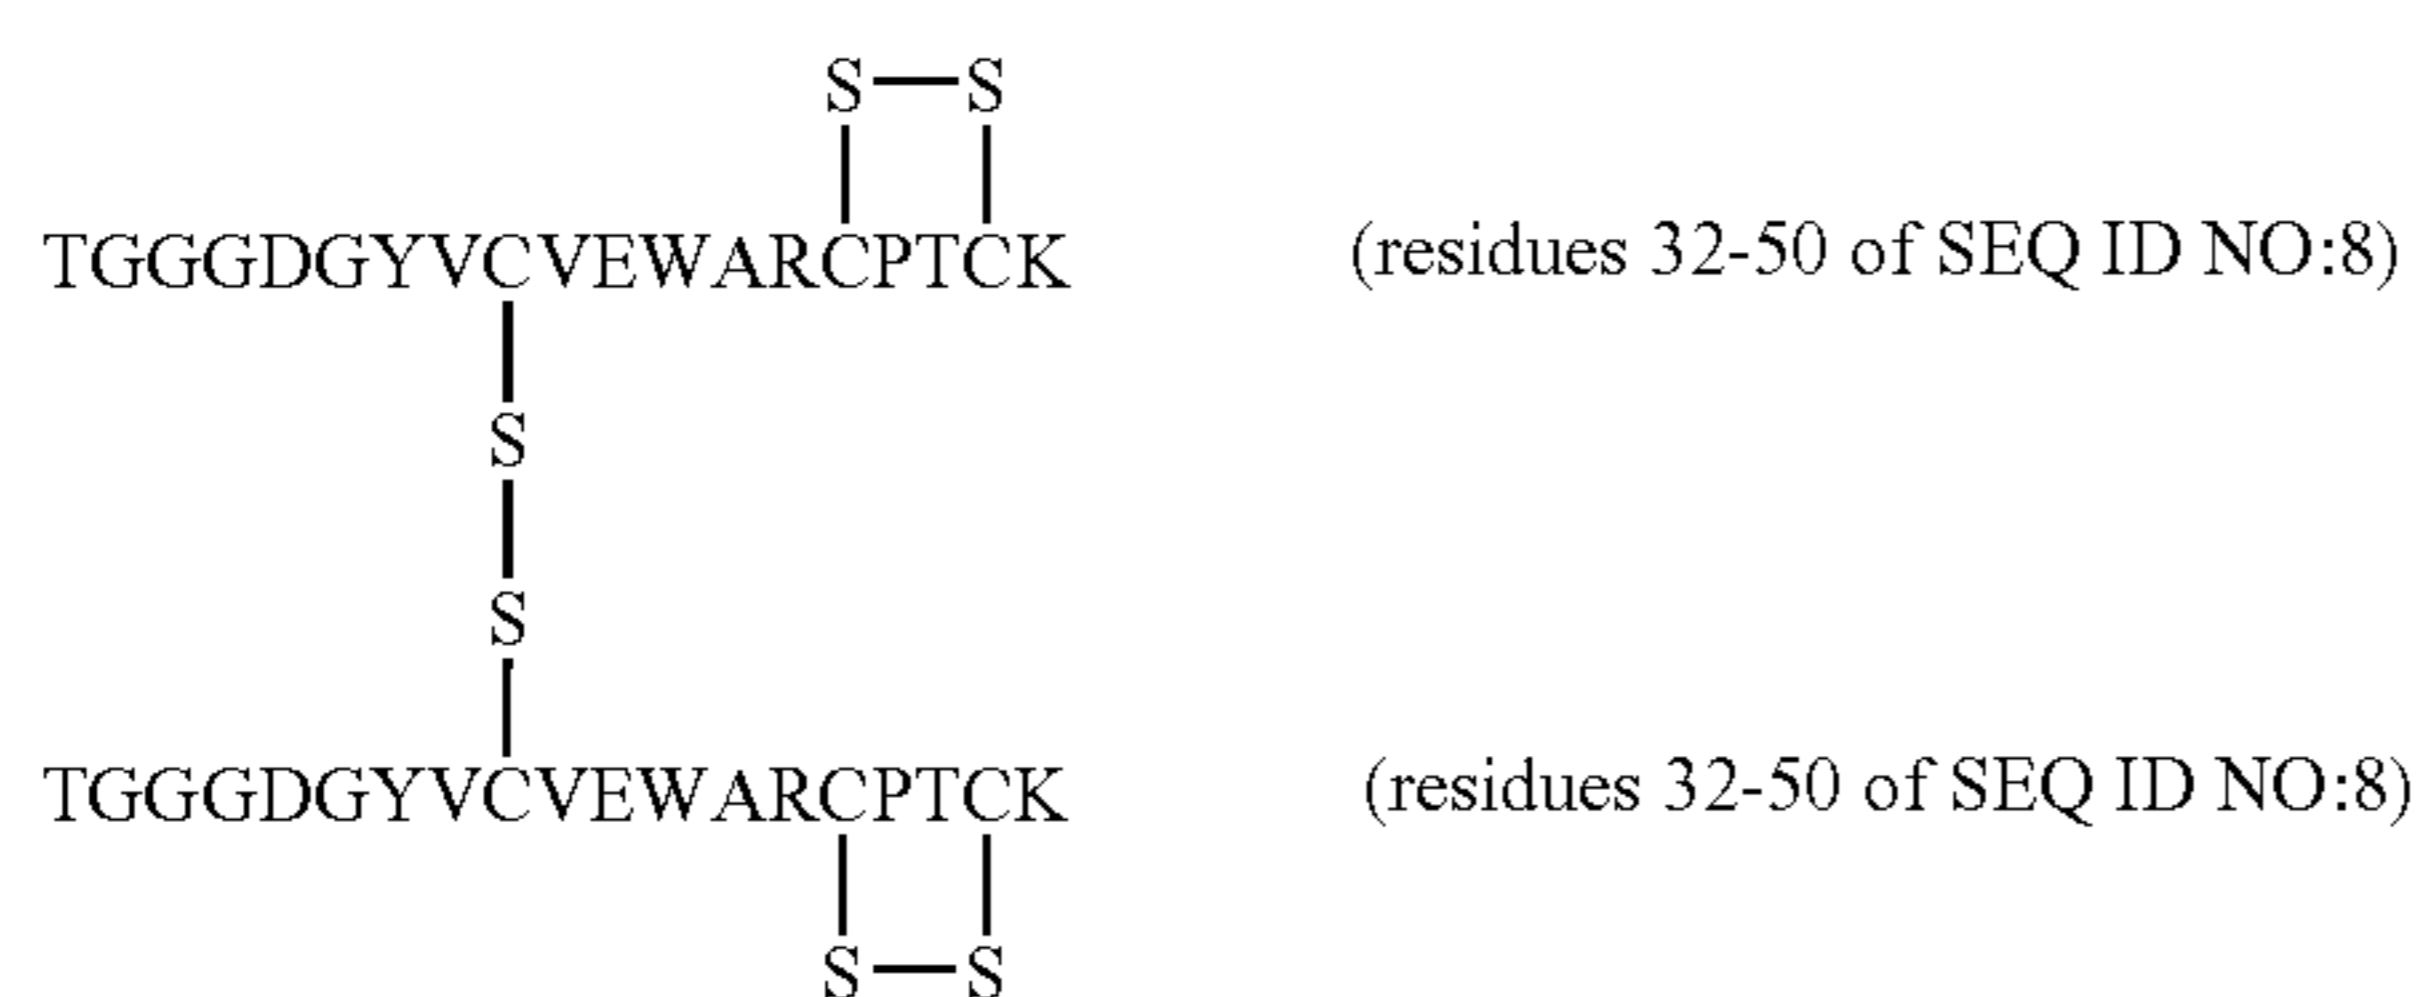 S—S
TGGGDGYVCVEWARCPTCK (residues 32-50 of SEQ ID NO:8)
S
S
TGGGDGYVCVEWARCPTCK (residues 32-50 of SEQ ID NO:8)
S—S